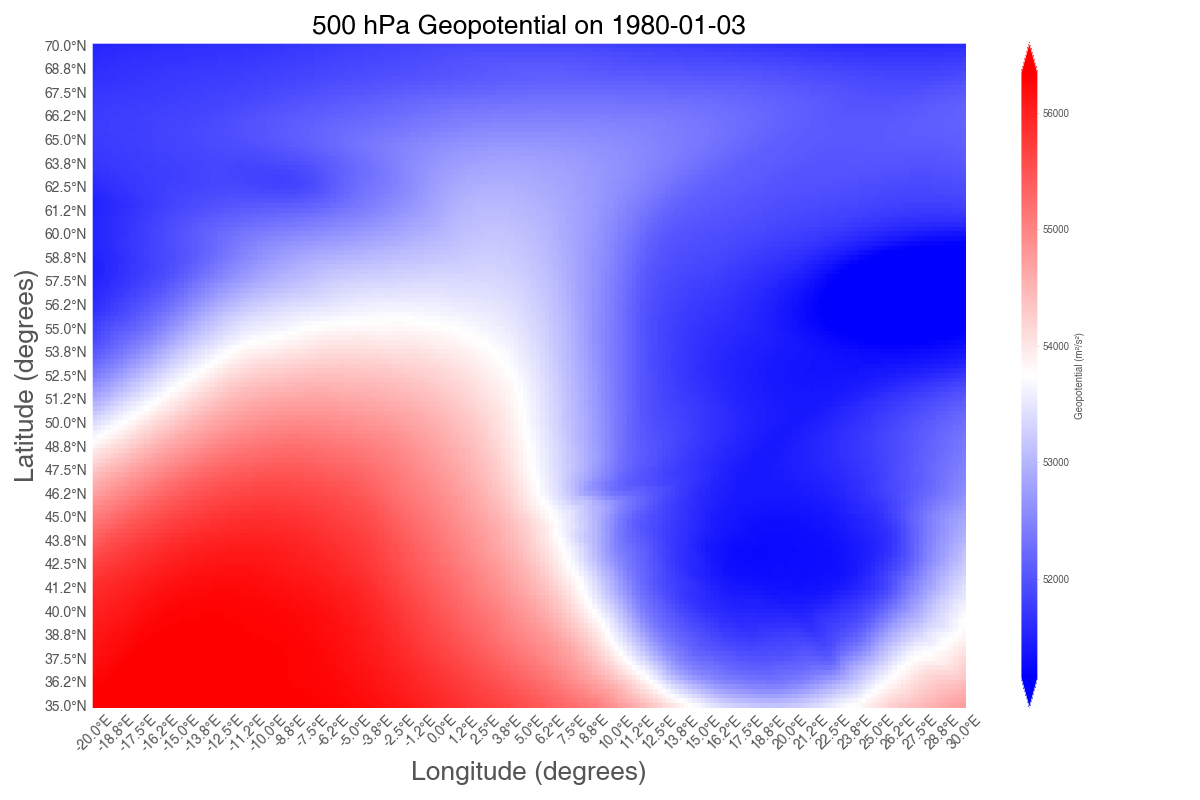 500 hPa Geopotential on 1980-01-03
70.0°N
68.8°N
67.5°N
66.2°N
65.0°N
63.8°N
62.5°N
61.2°N
60.0°N
58.8°N
57.5°N
56.2°N
55.0°N
53.8°N
52.5°N
51.2°N
50.0°N
48.8°N
47.5°N
46.2°N
45.0°N
43.8°N
42.5°N
41.2°N
40.0°N
38.8°N
37.5°N
36.2°N
35.0°N
Latitude (degrees)
-20.0°E
-18.8°E
-17.5°E
-16.2°E
-15.0°E
-13.8°E
-12.5°E
-11.2°E
-10.0°E
-8.8°E
-7.5°E
-6.2°E
-5.0°E
-3.8°E
-2.5°E
-1.2°E
0.0°E
1.2°E
2.5°E
3.8°E
5.0°E
6.2°E
7.5°E
8.8°E
10.0°E
11.2°E
12.5°E
13.8°E
15.0°E
16.2°E
17.5°E
18.8°E
20.0°E
21.2°E
22.5°E
23.8°E
25.0°E
26.2°E
27.5°E
28.8°E
30.0°E
Longitude (degrees)
56000
55000
54000
53000
52000
Geopotential (m²/s²)